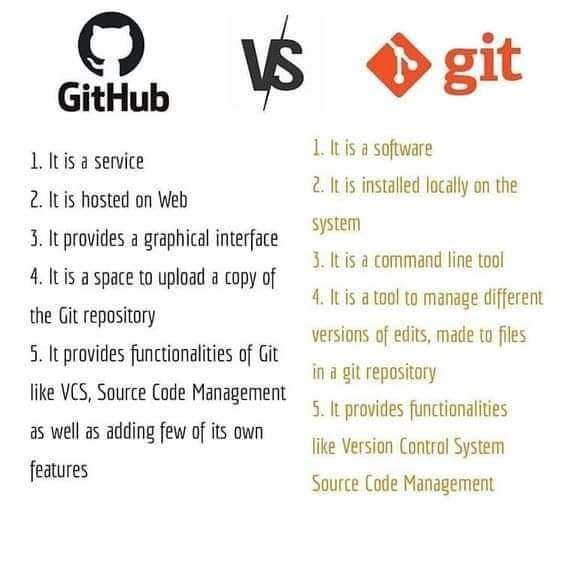 GitHub
VS
git
1. It is a service
2. It is hosted on Web
3. It provides a graphical interface
4. It is a space to upload a copy of
the Git repository
5. It provides functionalities of Git
like VCS, Source Code Management
as well as adding few of its own
features
1. It is a software
2. It is installed locally on the
system
3. It is a command line tool
4. It is a tool to manage different
versions of edits, made to files
in a git repository
5. It provides functionalities
like Version Control System
Source Code Management